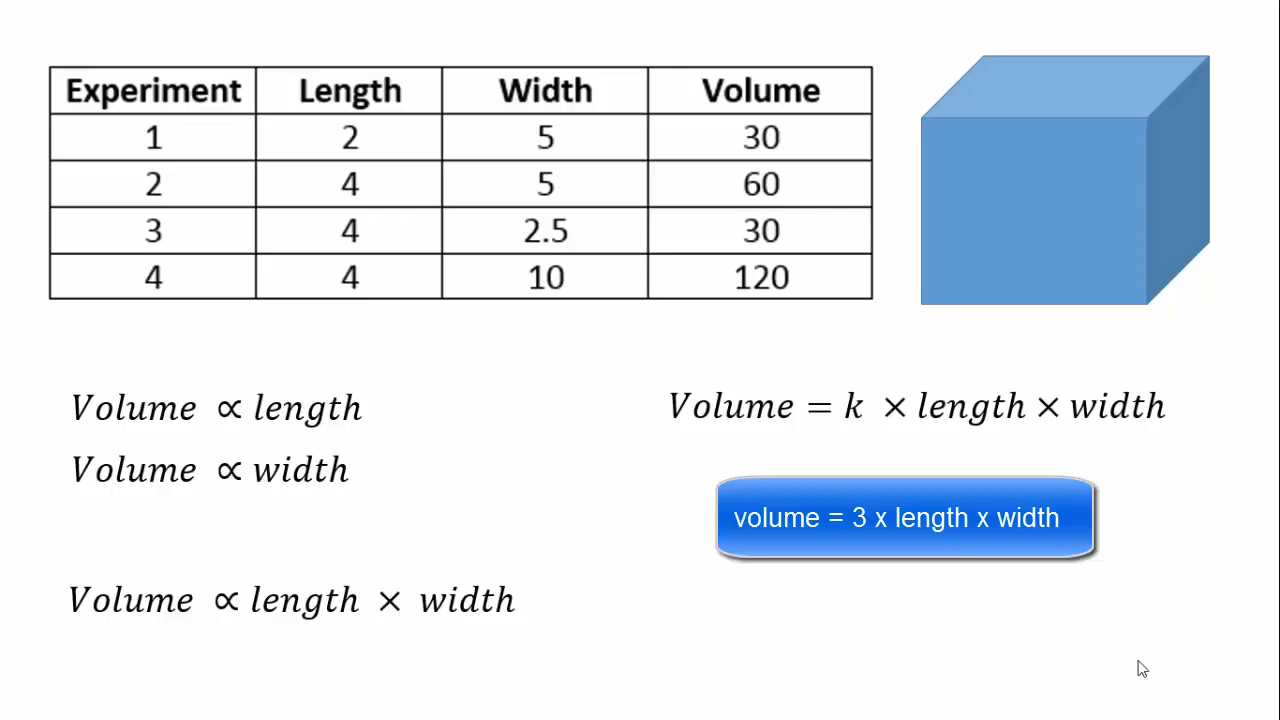 Experiment Length Width Volume
1 2 5 30
2 4 5 60
3 4 2.5 30
4 4 10 120
Volume ∝ length
Volume ∝ width
Volume ∝ length × width
Volume = k × length × width
volume = 3 x length x width